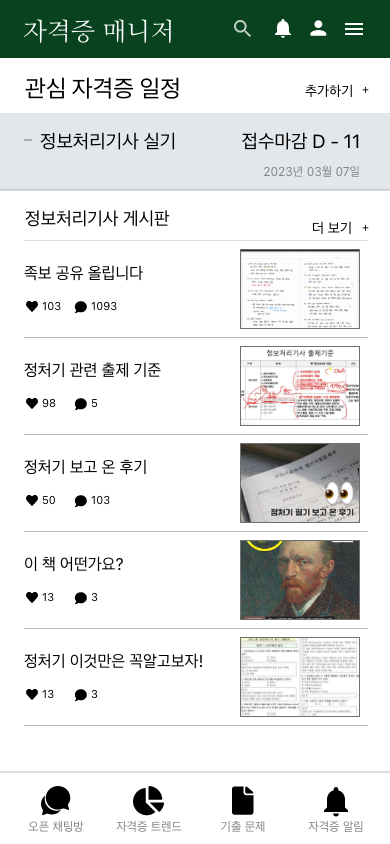 자격증 매니저
관심 자격증 일정
추가하기 +
정보처리기사 실기
접수마감 D - 11
2023년 03월 07일
정보처리기사 게시판
더 보기 +
족보 공유 올립니다
103 1093
정처기 관련 출제 기준
98 5
정보처리기사 출제기준
정처기 보고 온 후기
50 103
정처기 필기 보고 온 후기
이 책 어떤가요?
13 3
정처기 이것만은 꼭알고보자!
13 3
오픈 채팅방
자격증 트렌드
기출 문제
자격증 알림